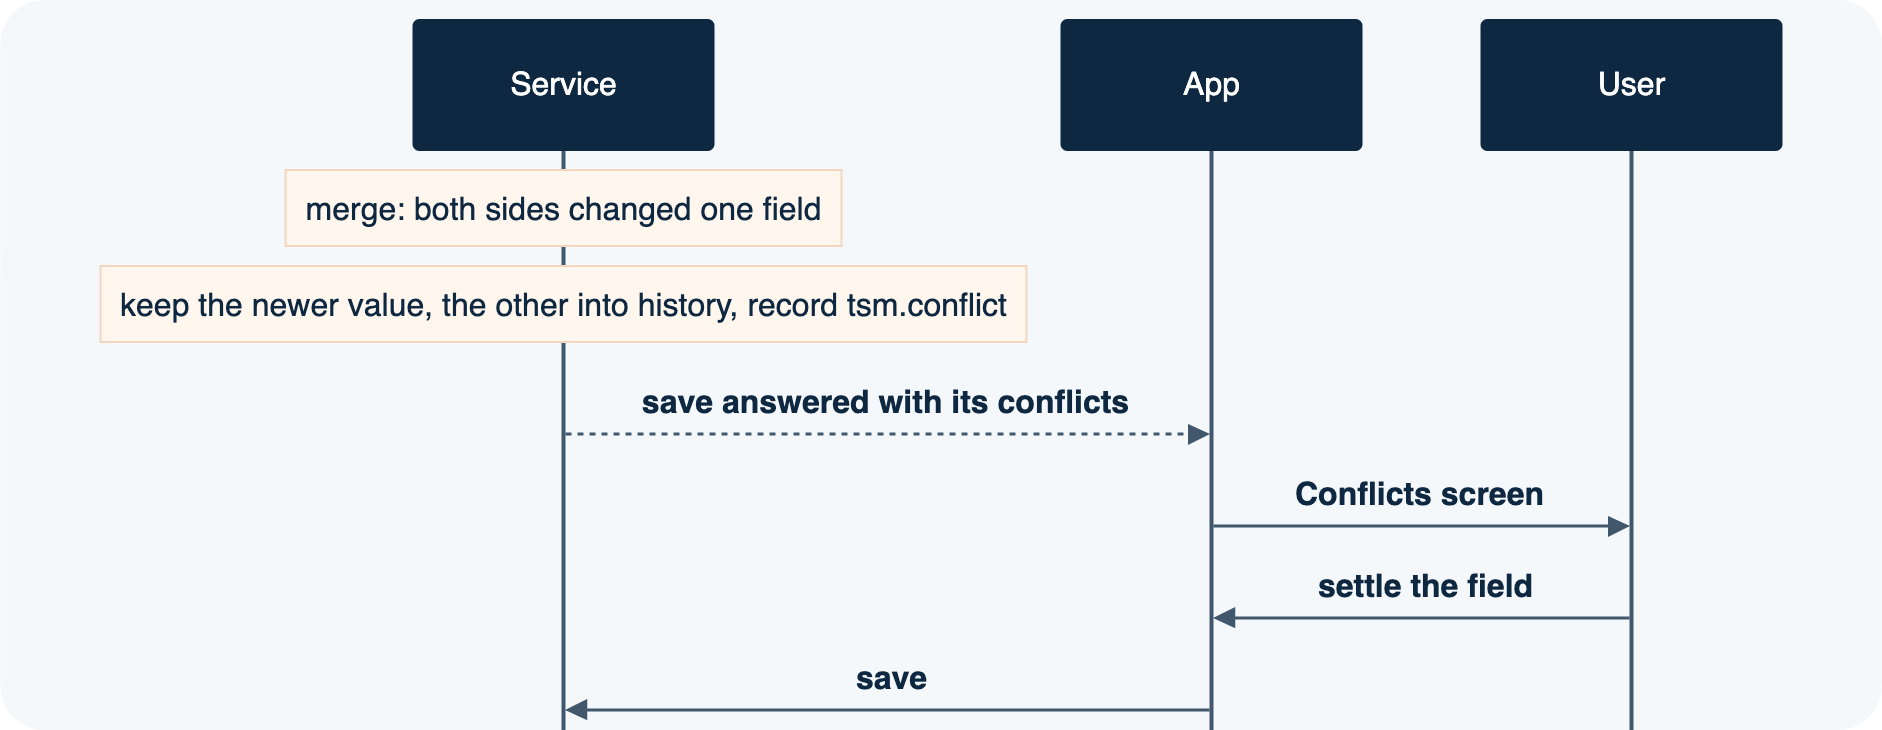 Service
App
User
merge: both sides changed one field
keep the newer value, the other into history, record tsm.conflict
save answered with its conflicts
Conflicts screen
settle the field
save